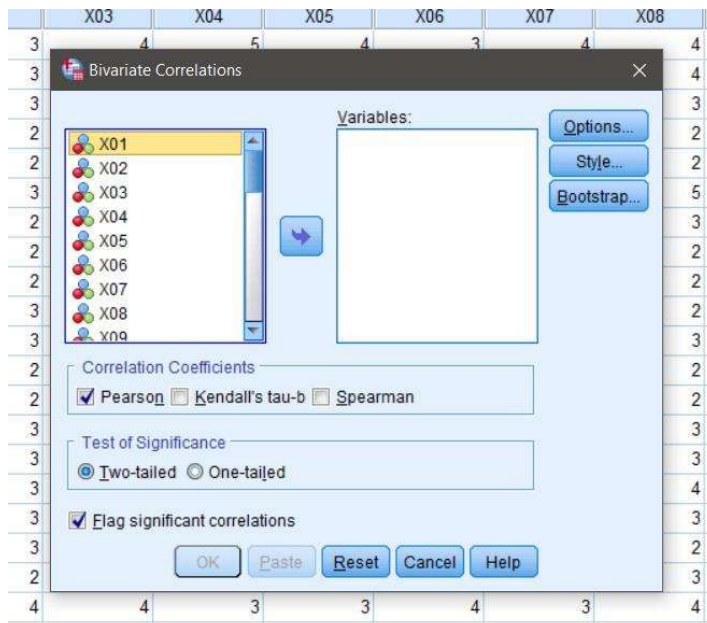 X03 X04 X05 X06 X07 X08
3 4 5 4 3 4 4
Bivariate Correlations
3 4
3 3
Variables:
Options...
2 2
X01
Style...
2 2
X02
Bootstrap...
3 5
X03
2 3
X04
2 2
X05
2 2
X06
3 2
X07
3 3
X08
X09
2 2
Correlation Coefficients
2 2
Pearson Kendall's tau-b Spearman
3 3
Test of Significance
3 3
Two-tailed One-tailed
3 4
3 3
Flag significant correlations
3 2
OK Paste Reset Cancel Help
2 3
4 4 3 3 4 3 4